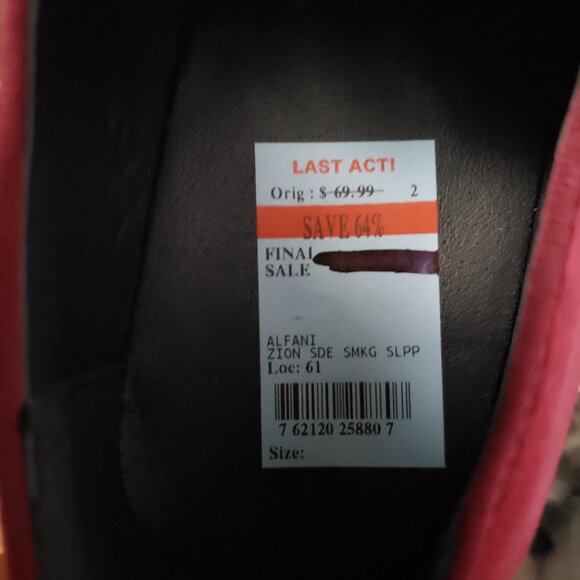 LAST ACT!
Orig : $ 69.99 2
SAVE 64%
FINAL
SALE
ALFANI
ZION SDE SMKG SLPP
Loc: 61
7 62120 25880 7
Size: